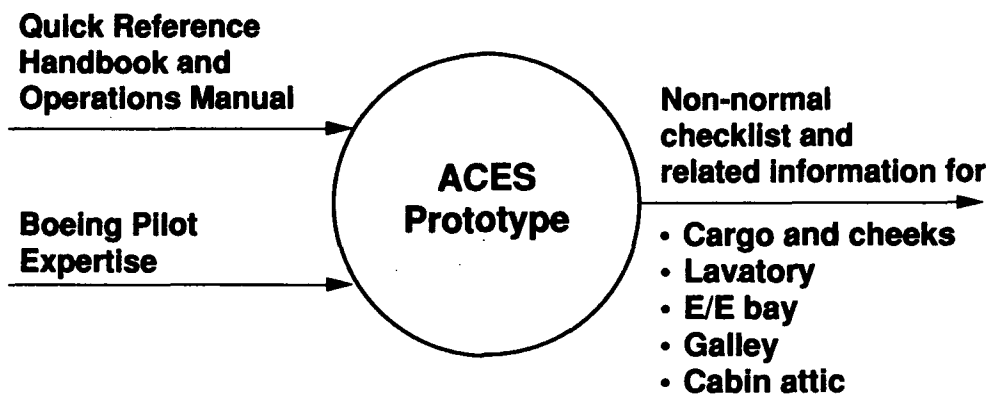 Quick Reference
Handbook and
Operations Manual
Boeing Pilot
Expertise
ACES
Prototype
Non-normal
checklist and
related information for
• Cargo and cheeks
• Lavatory
• E/E bay
• Galley
• Cabin attic